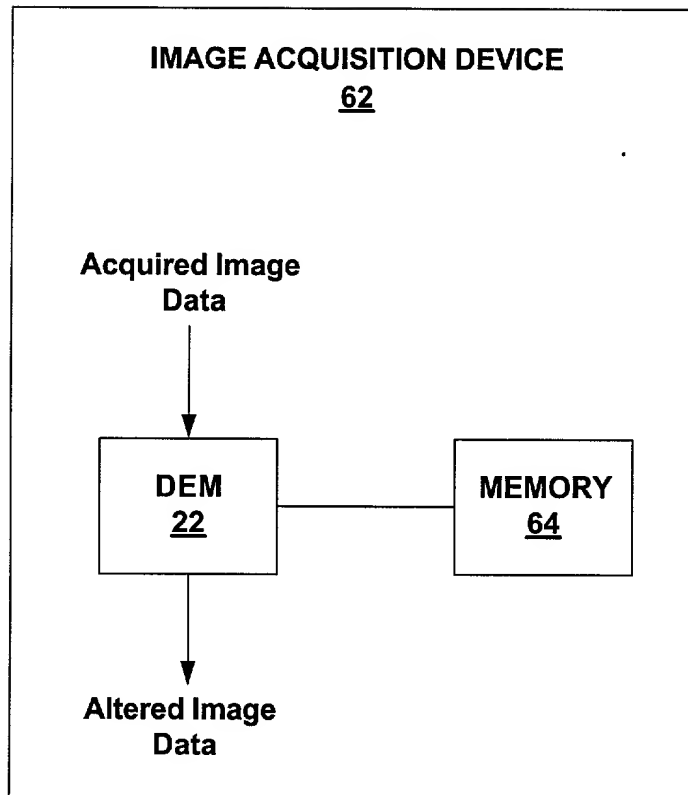 IMAGE ACQUISITION DEVICE
62
Acquired Image
Data
DEM
22
MEMORY
64
Altered Image
Data